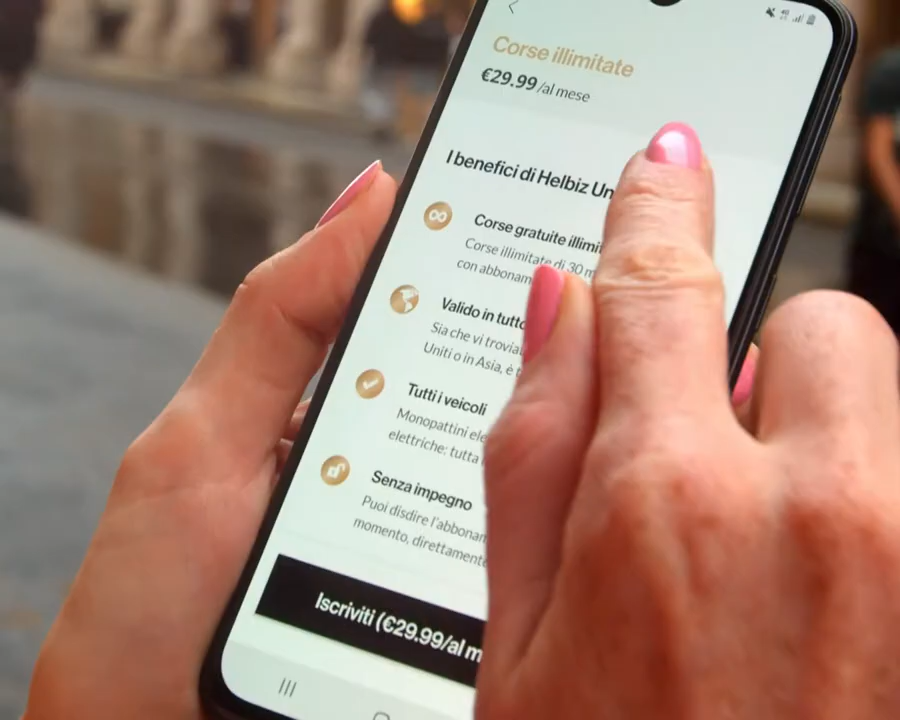 Corse illimitate
€29.99/al mese
I benefici di Helbiz Un
Corse gratuite illimi
Corse illimitate di 30 m
con abbonam
Valido in tutto
Sia che vi trovia
Uniti o in Asia, è t
Tutti i veicoli
Monopattini ele
elettriche: tutta
Senza impegno
Puoi disdire l'abbonam
momento, direttamente
Iscriviti (€29.99/al m